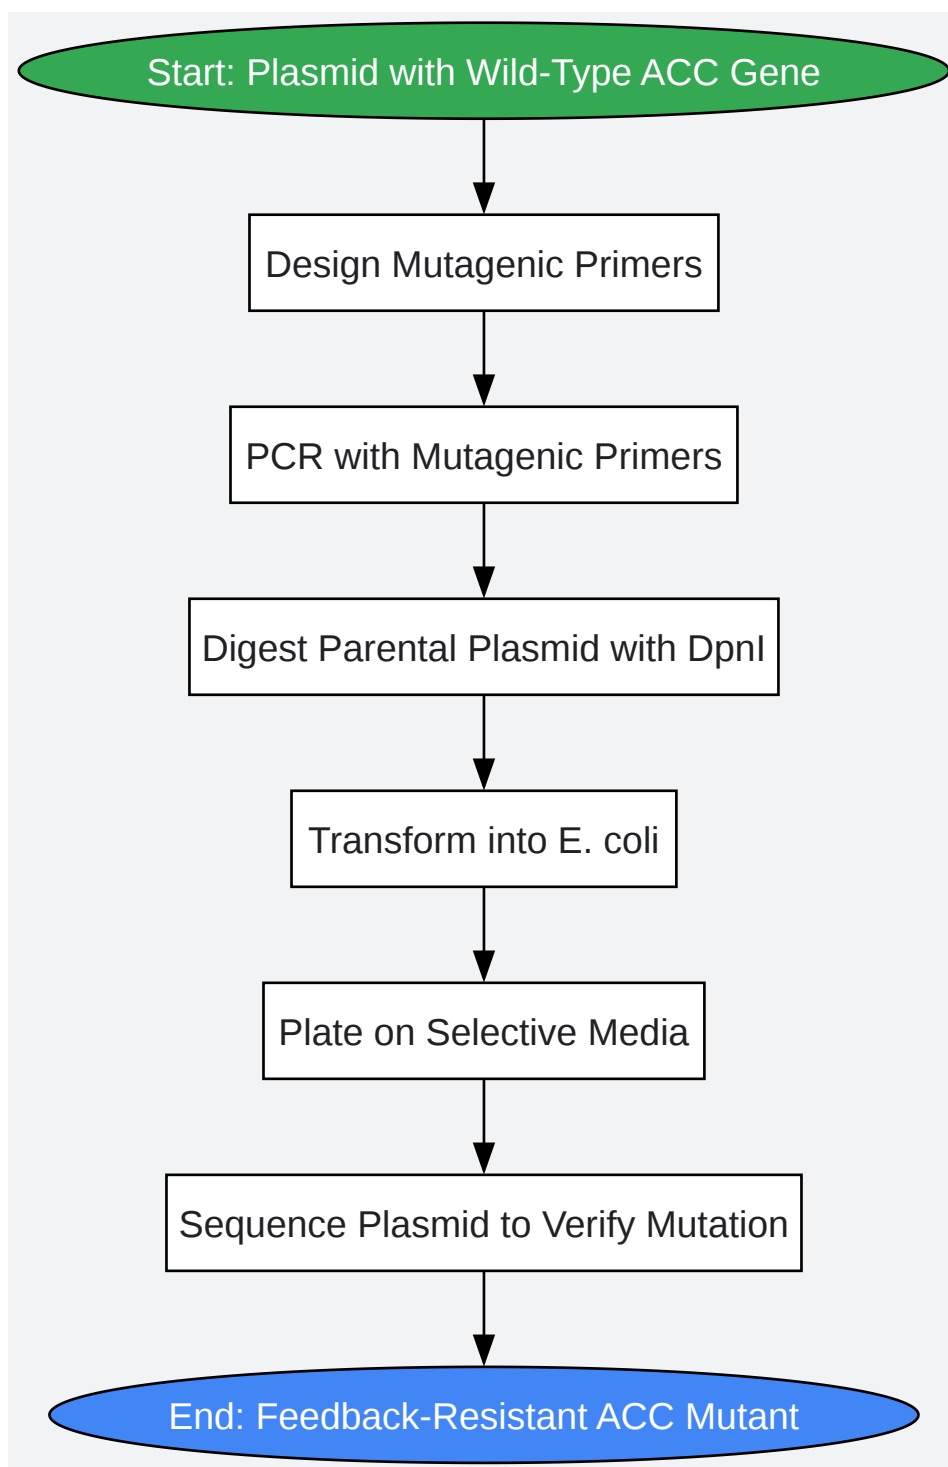 Start: Plasmid with Wild-Type ACC Gene
Design Mutagenic Primers
PCR with Mutagenic Primers
Digest Parental Plasmid with DpnI
Transform into E. coli
Plate on Selective Media
Sequence Plasmid to Verify Mutation
End: Feedback-Resistant ACC Mutant